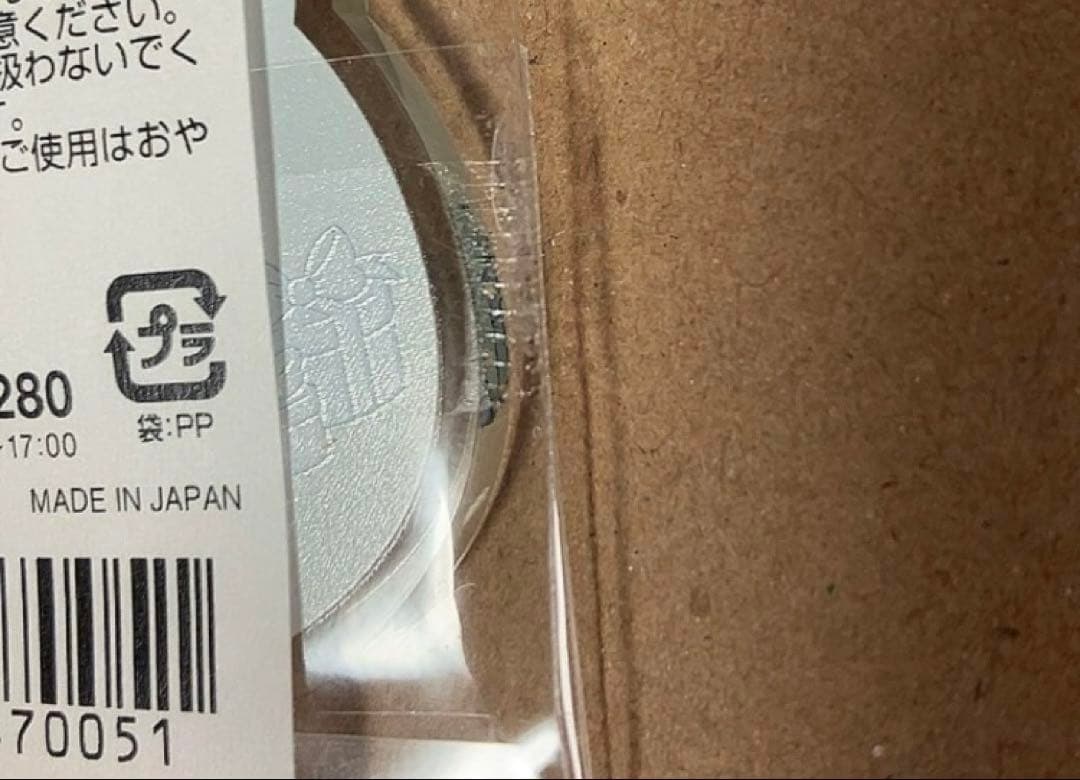 意ください。
扱わないでく
。
ご使用はおや
プラ
280
袋:PP
17:00
MADE IN JAPAN
70051